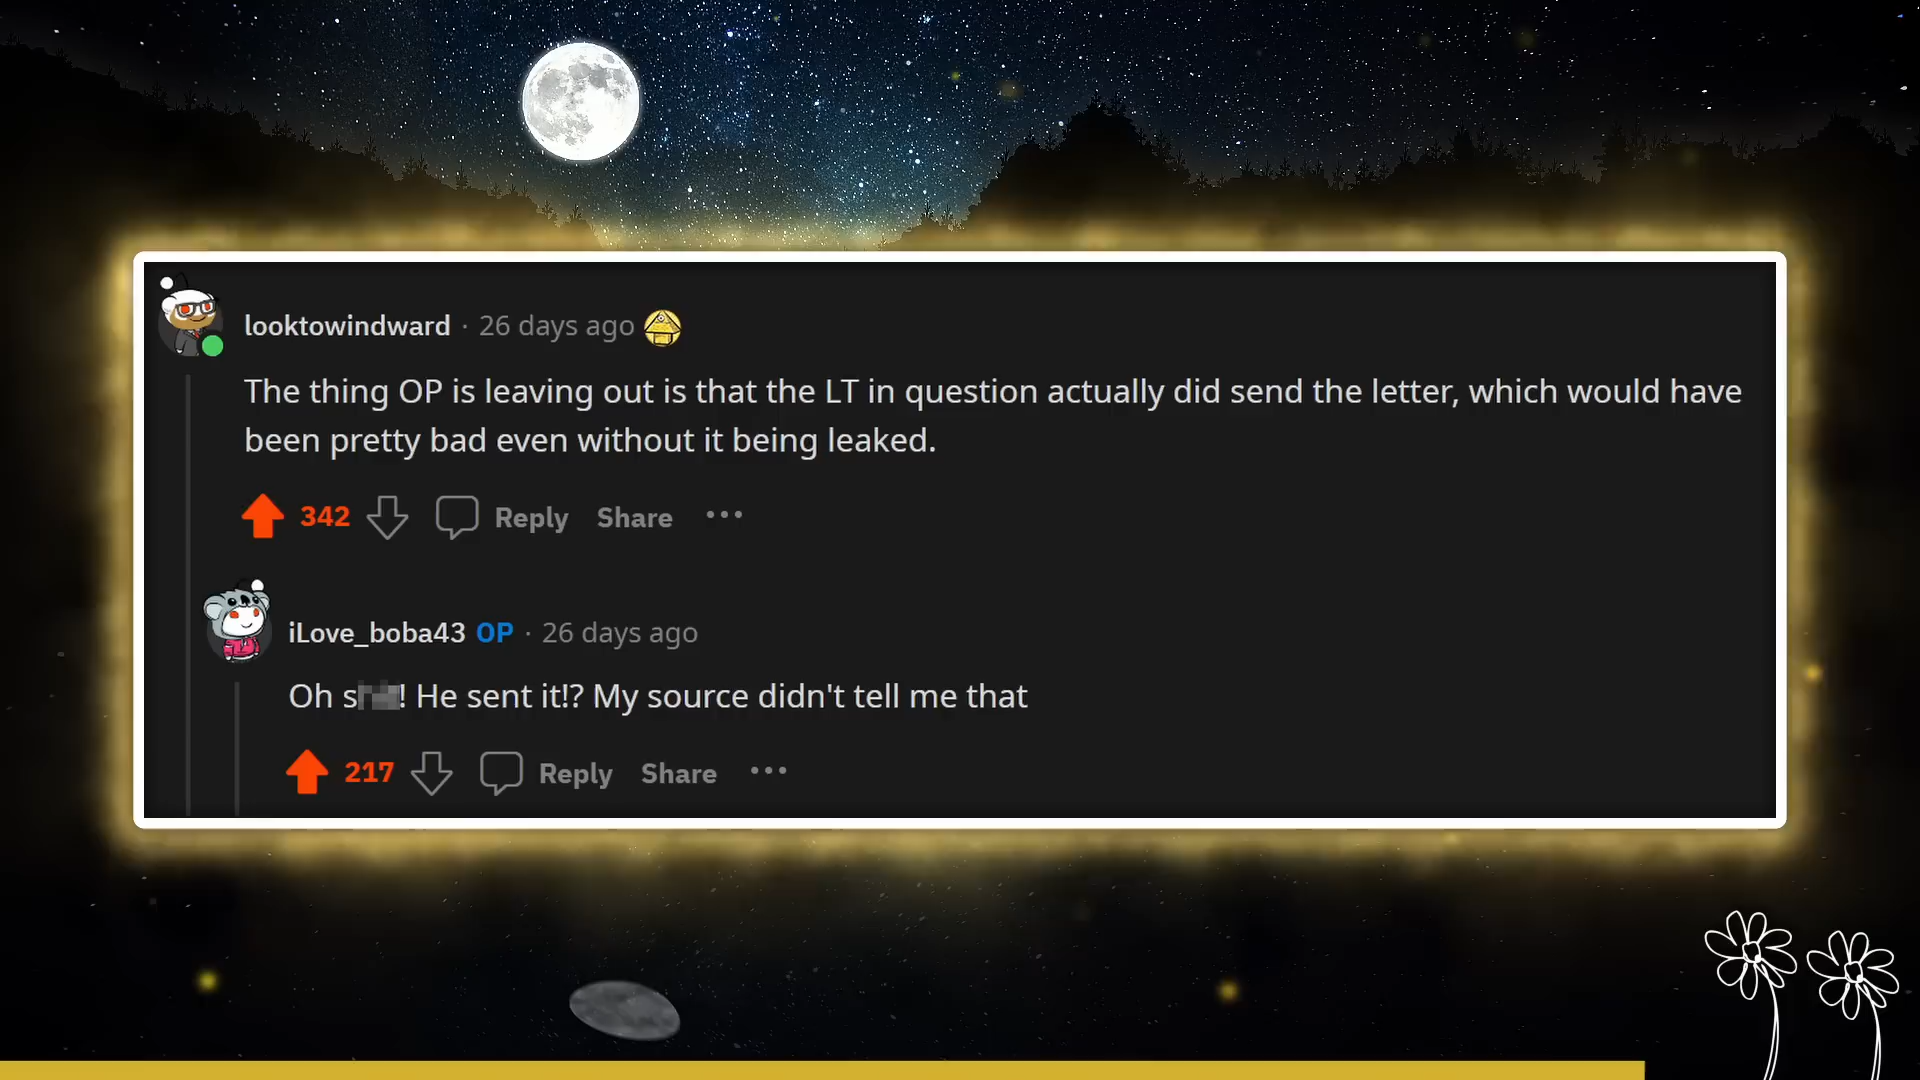 looktowindward · 26 days ago
The thing OP is leaving out is that the LT in question actually did send the letter, which would have
been pretty bad even without it being leaked.
342 Reply Share ···
iLove_boba43 OP · 26 days ago
Oh s! He sent it!? My source didn't tell me that
217 Reply Share ···